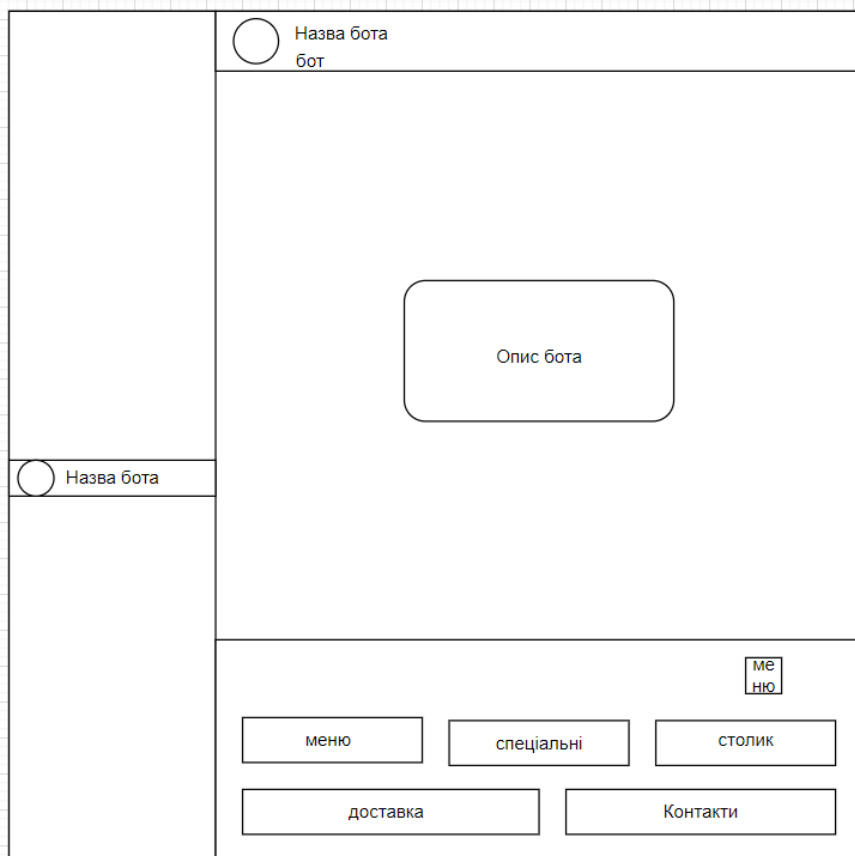 Назва бота
бот
Опис бота
Назва бота
ме
ню
меню
спеціальні
столик
доставка
Контакти